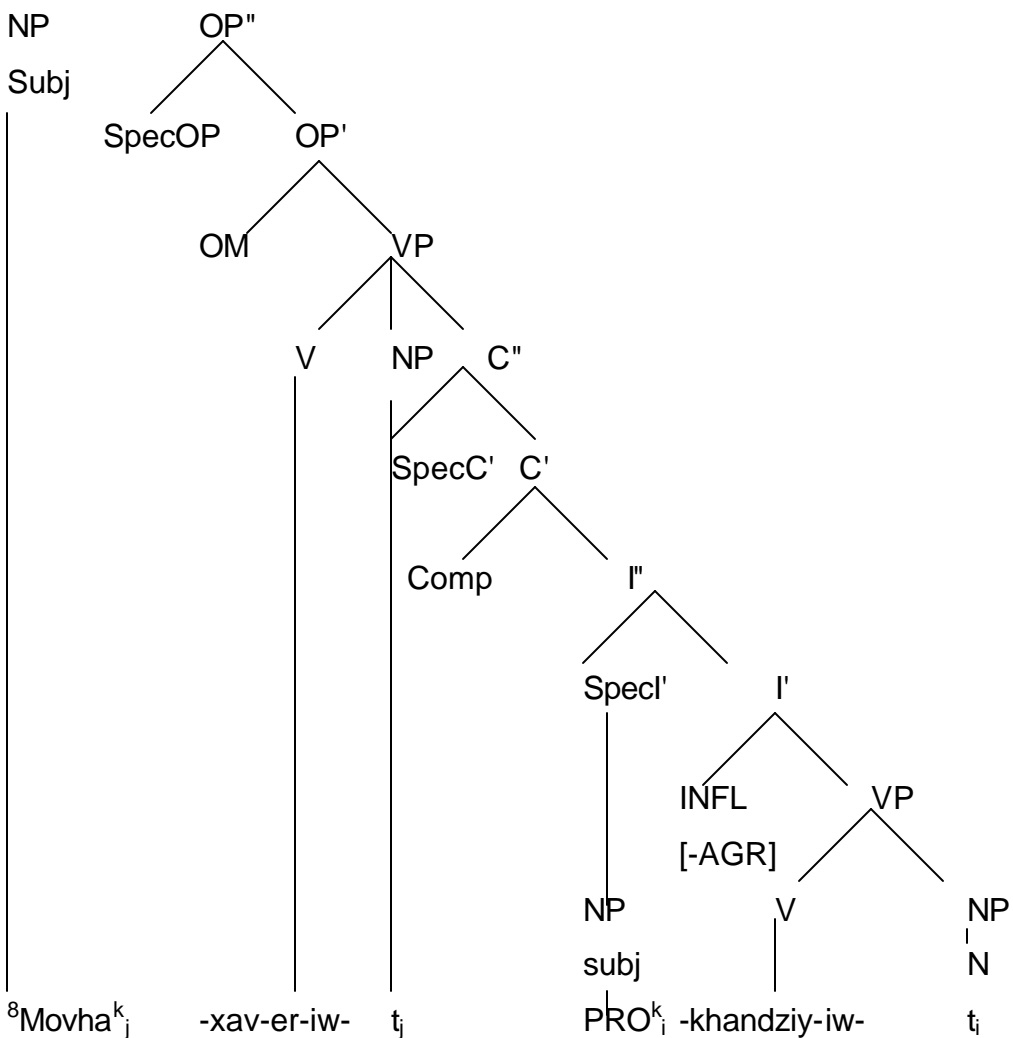 NP OP"
Subj
SpecOP OP'
OM VP
V NP C"
SpecC' C'
Comp I"
SpecI' I'
INFL VP
[-AGR]
NP V NP
subj N
⁸Movhaᵏⱼ -xav-er-iw- tⱼ PROᵏᵢ -khandziy-iw- tᵢ